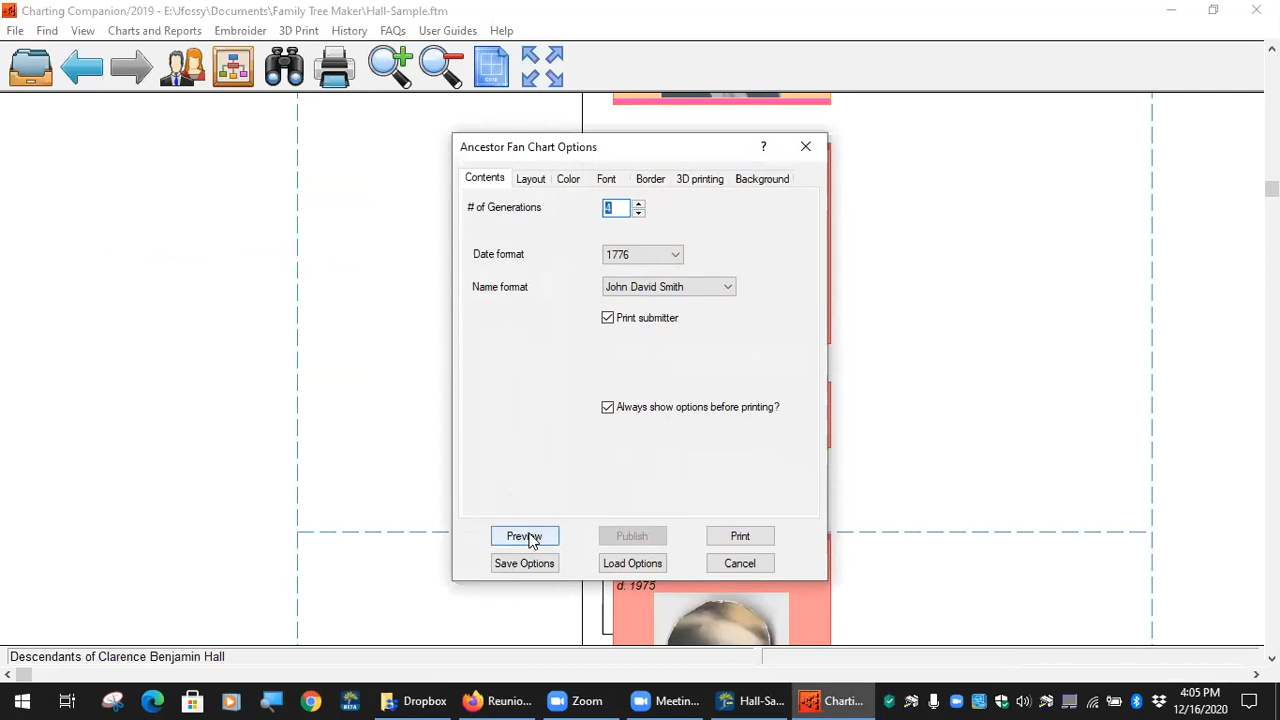 Charting Companion/2019 - E:\Jfossy\Documents\Family Tree Maker\Hall-Sample.ftm
File Find View Charts and Reports Embroider 3D Print History FAQs User Guides Help
Ancestor Fan Chart Options
Contents Layout Color Font Border 3D printing Background
# of Generations 4
Date format 1776
Name format John David Smith
Print submitter
Always show options before printing?
Preview Publish Print
Save Options Load Options Cancel
d. 1975
Descendants of Clarence Benjamin Hall
Dropbox Reunio... Zoom Meetin... Hall-Sa... Charti...
4:05 PM
12/16/2020